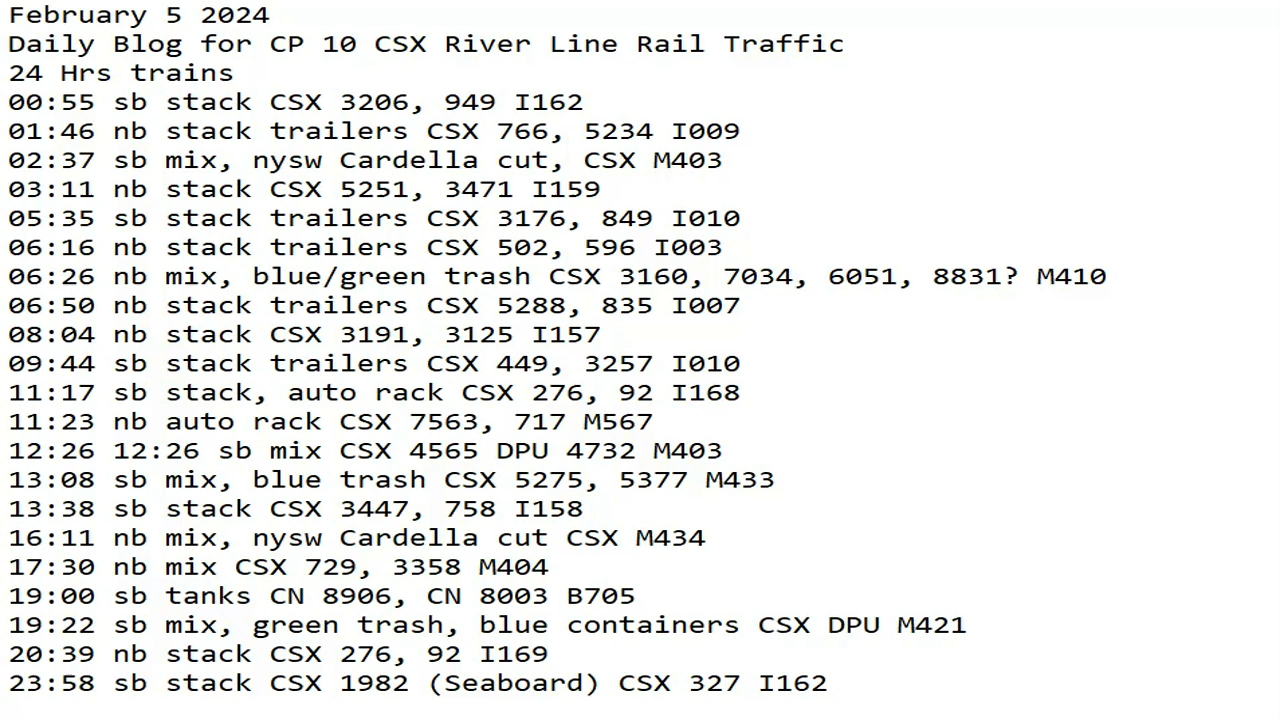 February 5 2024
Daily Blog for CP 10 CSX River Line Rail Traffic
24 Hrs trains
00:55 sb stack CSX 3206, 949 I162
01:46 nb stack trailers CSX 766, 5234 I009
02:37 sb mix, nysw Cardella cut, CSX M403
03:11 nb stack CSX 5251, 3471 I159
05:35 sb stack trailers CSX 3176, 849 I010
06:16 nb stack trailers CSX 502, 596 I003
06:26 nb mix, blue/green trash CSX 3160, 7034, 6051, 8831? M410
06:50 nb stack trailers CSX 5288, 835 I007
08:04 nb stack CSX 3191, 3125 I157
09:44 sb stack trailers CSX 449, 3257 I010
11:17 sb stack, auto rack CSX 276, 92 I168
11:23 nb auto rack CSX 7563, 717 M567
12:26 12:26 sb mix CSX 4565 DPU 4732 M403
13:08 sb mix, blue trash CSX 5275, 5377 M433
13:38 sb stack CSX 3447, 758 I158
16:11 nb mix, nysw Cardella cut CSX M434
17:30 nb mix CSX 729, 3358 M404
19:00 sb tanks CN 8906, CN 8003 B705
19:22 sb mix, green trash, blue containers CSX DPU M421
20:39 nb stack CSX 276, 92 I169
23:58 sb stack CSX 1982 (Seaboard) CSX 327 I162